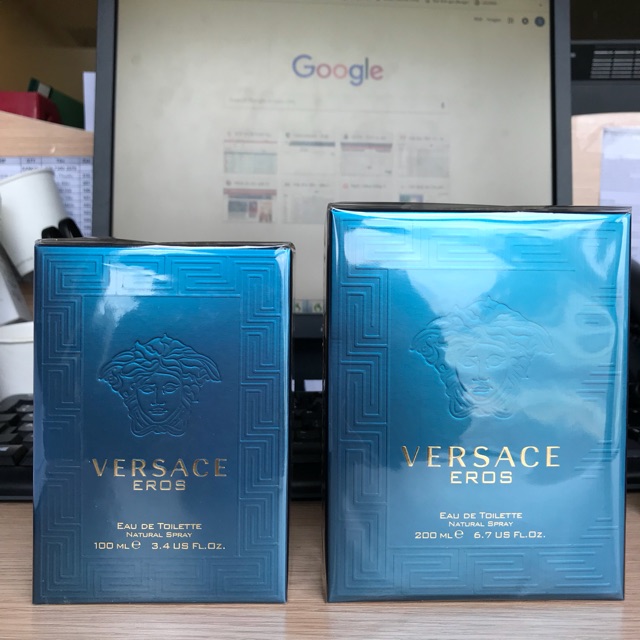 Google
VERSACE
EROS
EAU DE TOILETTE
NATURAL SPRAY
100 ML ℮ 3.4 US FL.OZ.
VERSACE
EROS
EAU DE TOILETTE
NATURAL SPRAY
200 ML ℮ 6.7 US FL.OZ.